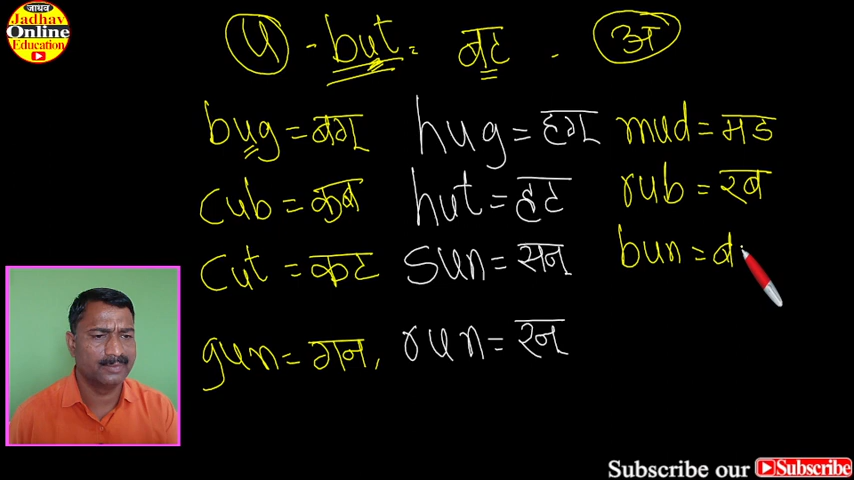 जाधव
Jadhav
Online
Education
u - but = बट - अ
bug = बग् hug = हग् mud = मड
cub = कब hut = हट rub = रब
cut = कट sun = सन् bun = ब
gun = गन, run = रन्
Subscribe our Subscribe